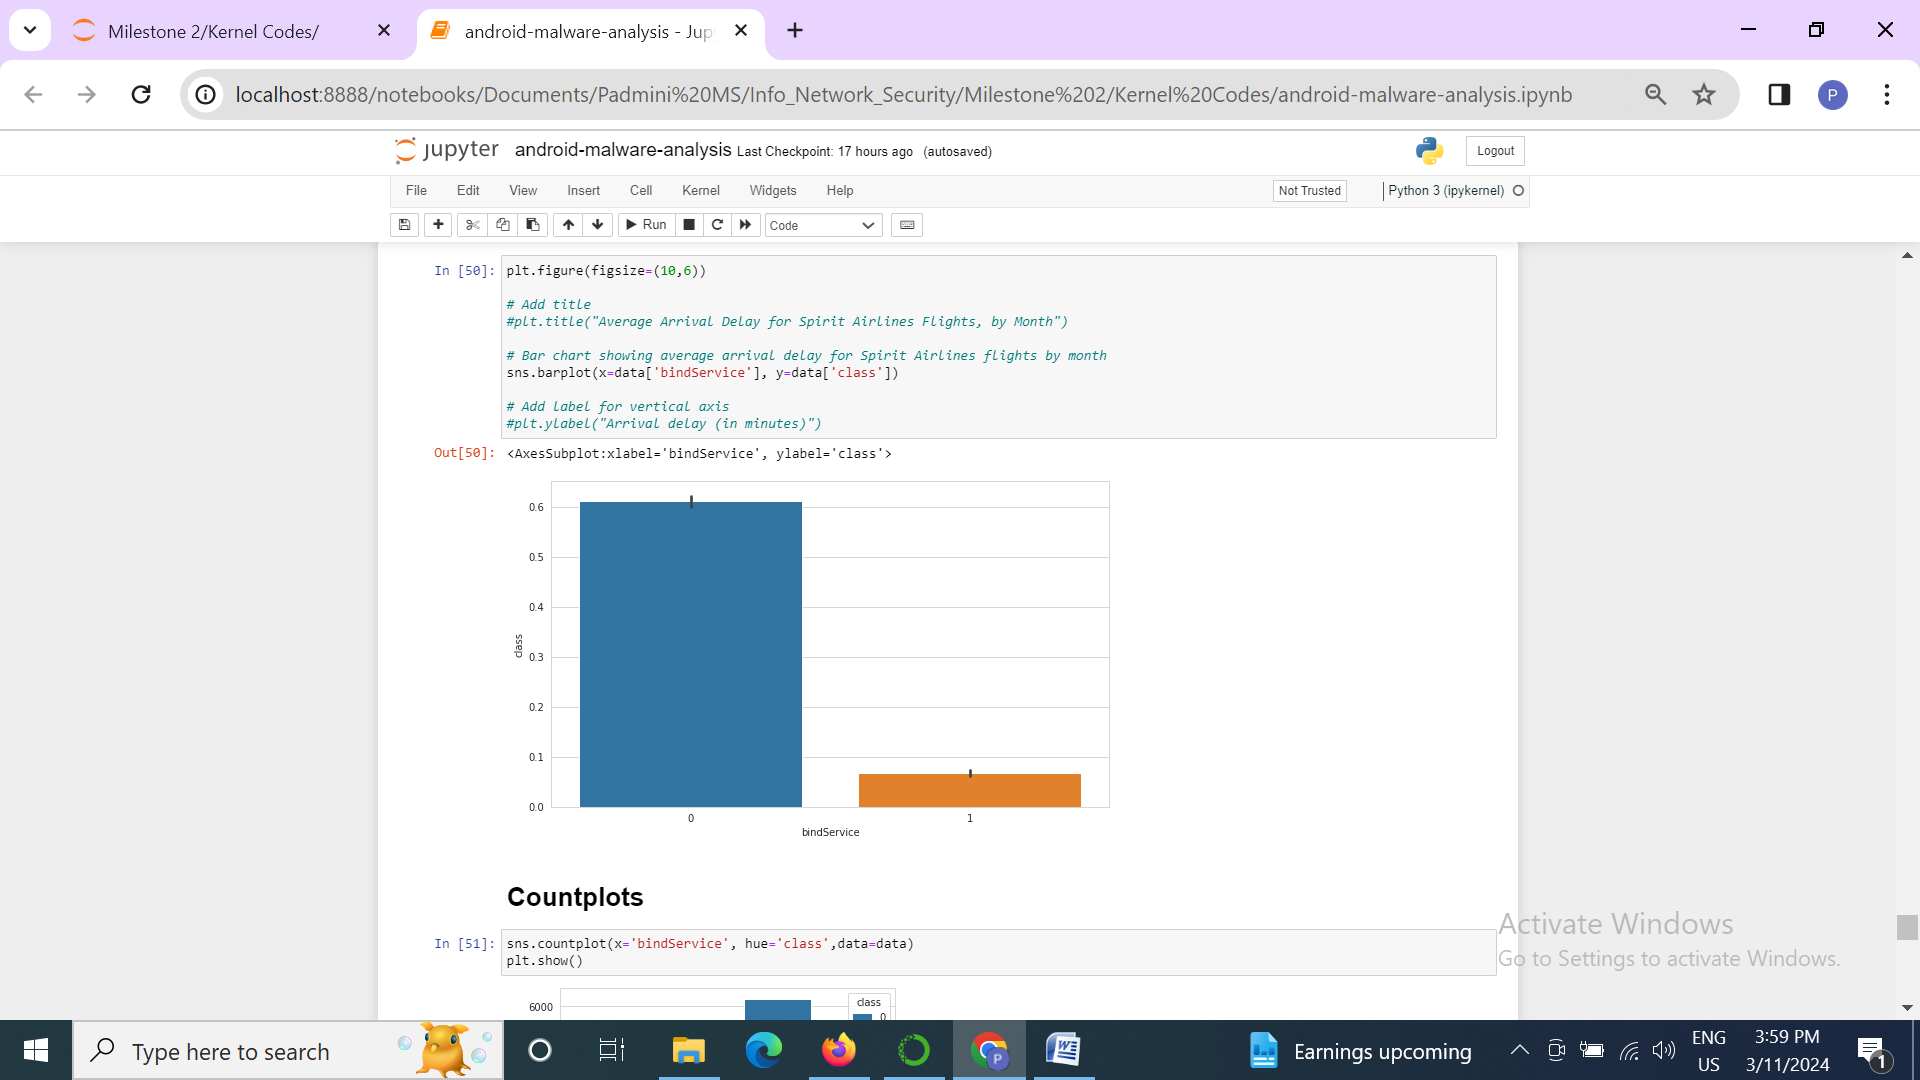 Milestone 2/Kernel Codes/
android-malware-analysis - Jup
localhost:8888/notebooks/Documents/Padmini%20MS/Info_Network_Security/Milestone%202/Kernel%20Codes/android-malware-analysis.ipynb
P
jupyter android-malware-analysis Last Checkpoint: 17 hours ago (autosaved)
Logout
File Edit View Insert Cell Kernel Widgets Help
Not Trusted
Python 3 (ipykernel)
Run
Code
In [50]: plt.figure(figsize=(10,6))
# Add title
#plt.title("Average Arrival Delay for Spirit Airlines Flights, by Month")
# Bar chart showing average arrival delay for Spirit Airlines flights by month
sns.barplot(x=data['bindService'], y=data['class'])
# Add label for vertical axis
#plt.ylabel("Arrival delay (in minutes)")
Out[50]: <AxesSubplot:xlabel='bindService', ylabel='class'>
0.6
0.5
0.4
class
0.3
0.2
0.1
0.0
0 1
bindService
Countplots
In [51]: sns.countplot(x='bindService', hue='class',data=data)
plt.show()
6000
class
0
Activate Windows
Go to Settings to activate Windows.
Type here to search
P
W
Earnings upcoming
ENG
US
3:59 PM
3/11/2024
1